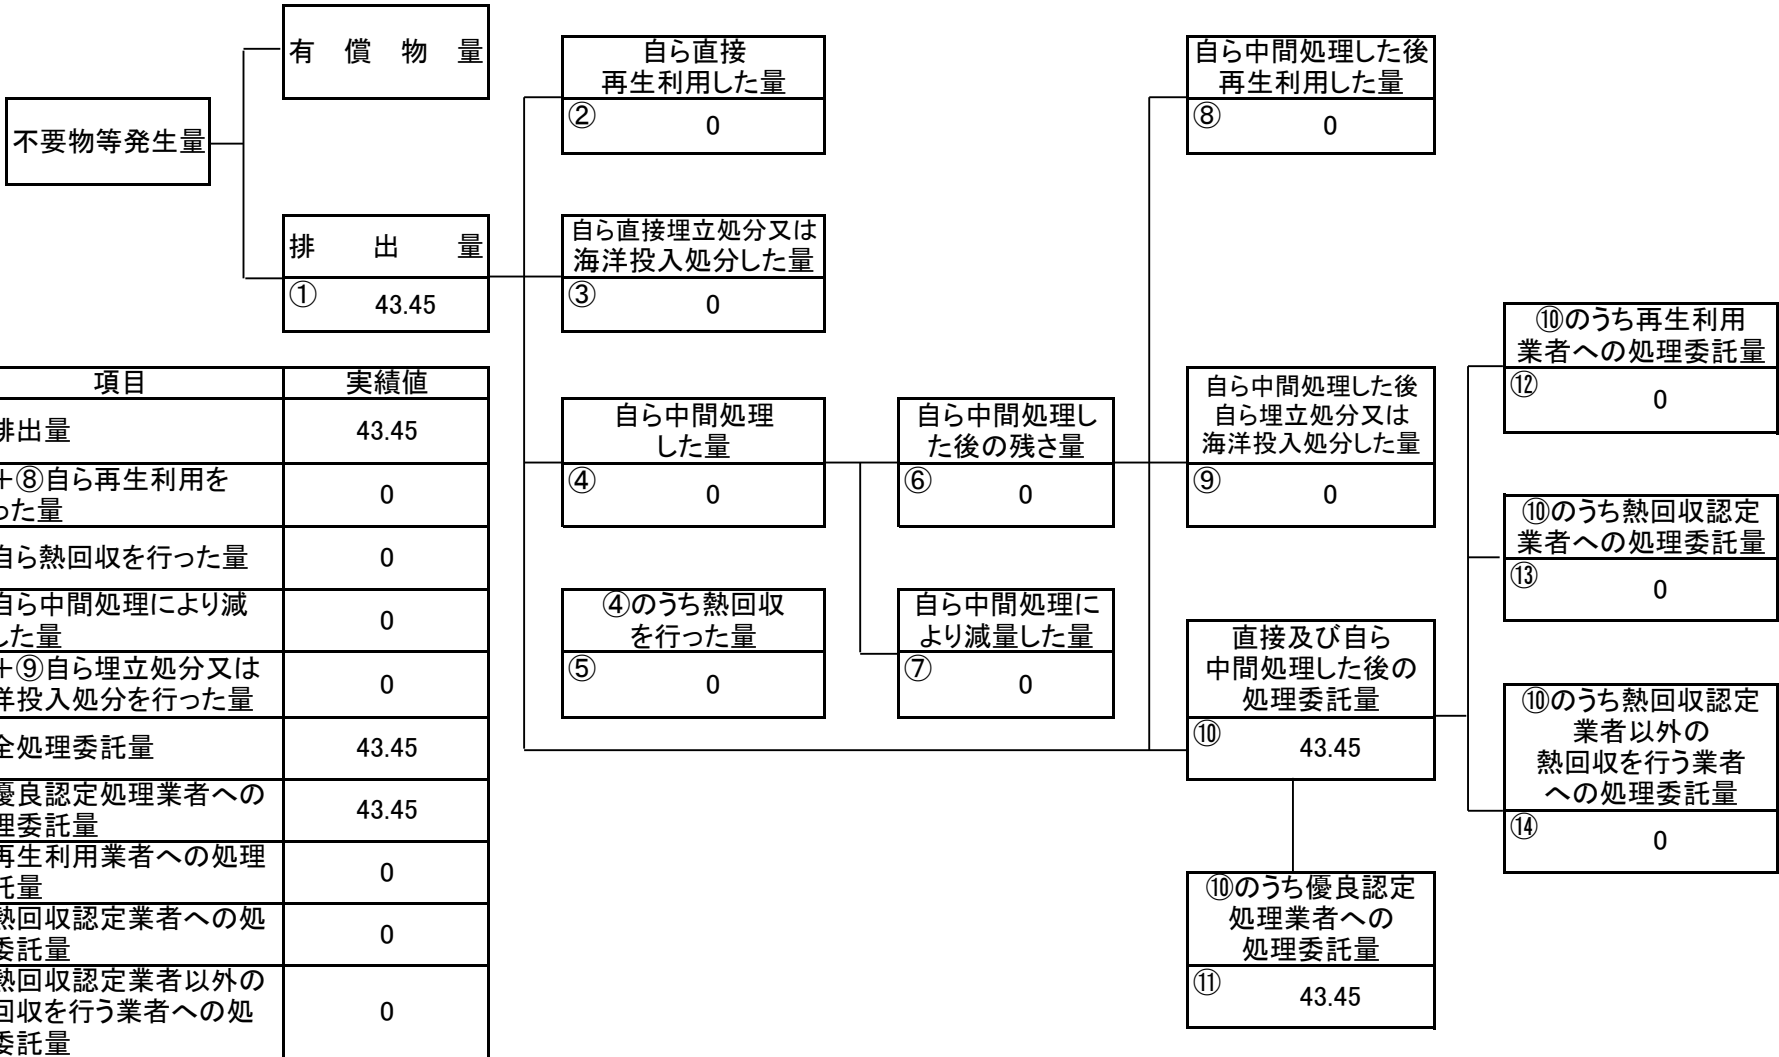 不要物等発生量
有償物量
排出量
① 43.45
自ら直接
再生利用した量
② 0
自ら直接埋立処分又は
海洋投入処分した量
③ 0
自ら中間処理
した量
④ 0
④のうち熱回収
を行った量
⑤ 0
自ら中間処理し
た後の残さ量
⑥ 0
自ら中間処理に
より減量した量
⑦ 0
自ら中間処理した後
再生利用した量
⑧ 0
自ら中間処理した後
自ら埋立処分又は
海洋投入処分した量
⑨ 0
直接及び自ら
中間処理した後の
処理委託量
⑩ 43.45
⑩のうち優良認定
処理業者への
処理委託量
⑪ 43.45
⑩のうち再生利用
業者への処理委託量
⑫ 0
⑩のうち熱回収認定
業者への処理委託量
⑬ 0
⑩のうち熱回収認定
業者以外の
熱回収を行う業者
への処理委託量
⑭ 0
項目 実績値
排出量 43.45
+⑧自ら再生利用を
った量 0
自ら熱回収を行った量 0
自ら中間処理により減
した量 0
+⑨自ら埋立処分又は
洋投入処分を行った量 0
全処理委託量 43.45
優良認定処理業者への
理委託量 43.45
再生利用業者への処理
託量 0
熱回収認定業者への処
委託量 0
熱回収認定業者以外の
回収を行う業者への処
委託量 0